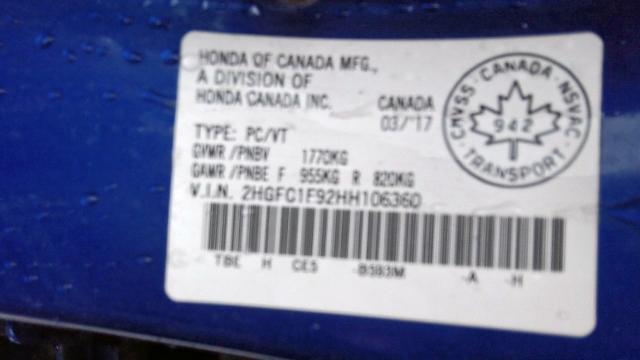 HONDA OF CANADA MFG.,
A DIVISION OF
HONDA CANADA INC.
CANADA
03/'17
TYPE: PC/VT
GVWR/PNBV 1770KG
GAWR/PNBE F 955KG R 820KG
V.I.N. 2HGFC1F92HH106360
TBE H CE5 -B593M -A -H
CMVSS · CANADA · NSVAC
942
· TRANSPORT ·